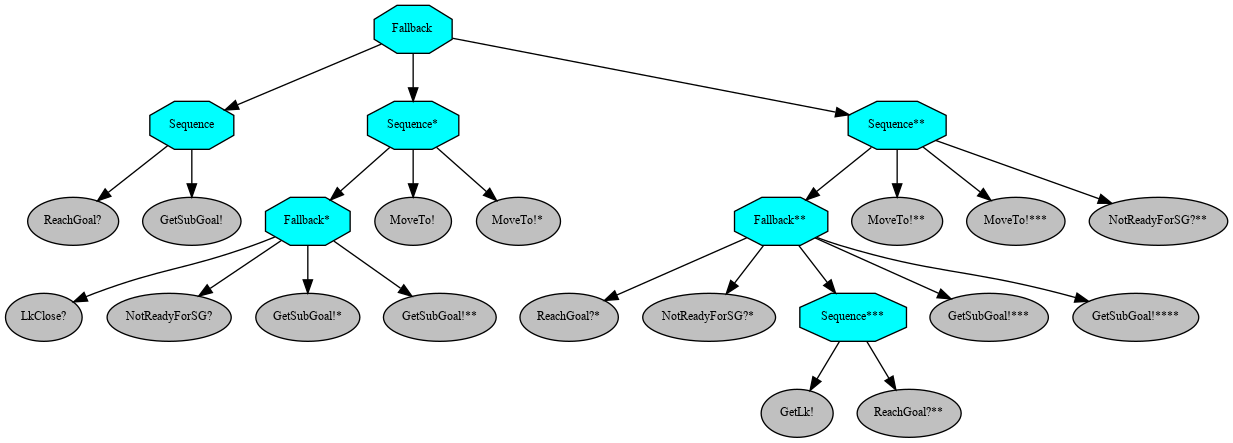 Fallback
Sequence
Sequence*
Sequence**
ReachGoal?
GetSubGoal!
Fallback*
MoveTo!
MoveTo!*
Fallback**
MoveTo!**
MoveTo!***
NotReadyForSG?**
LkClose?
NotReadyForSG?
GetSubGoal!*
GetSubGoal!**
ReachGoal?*
NotReadyForSG?*
Sequence***
GetSubGoal!***
GetSubGoal!****
GetLk!
ReachGoal?**